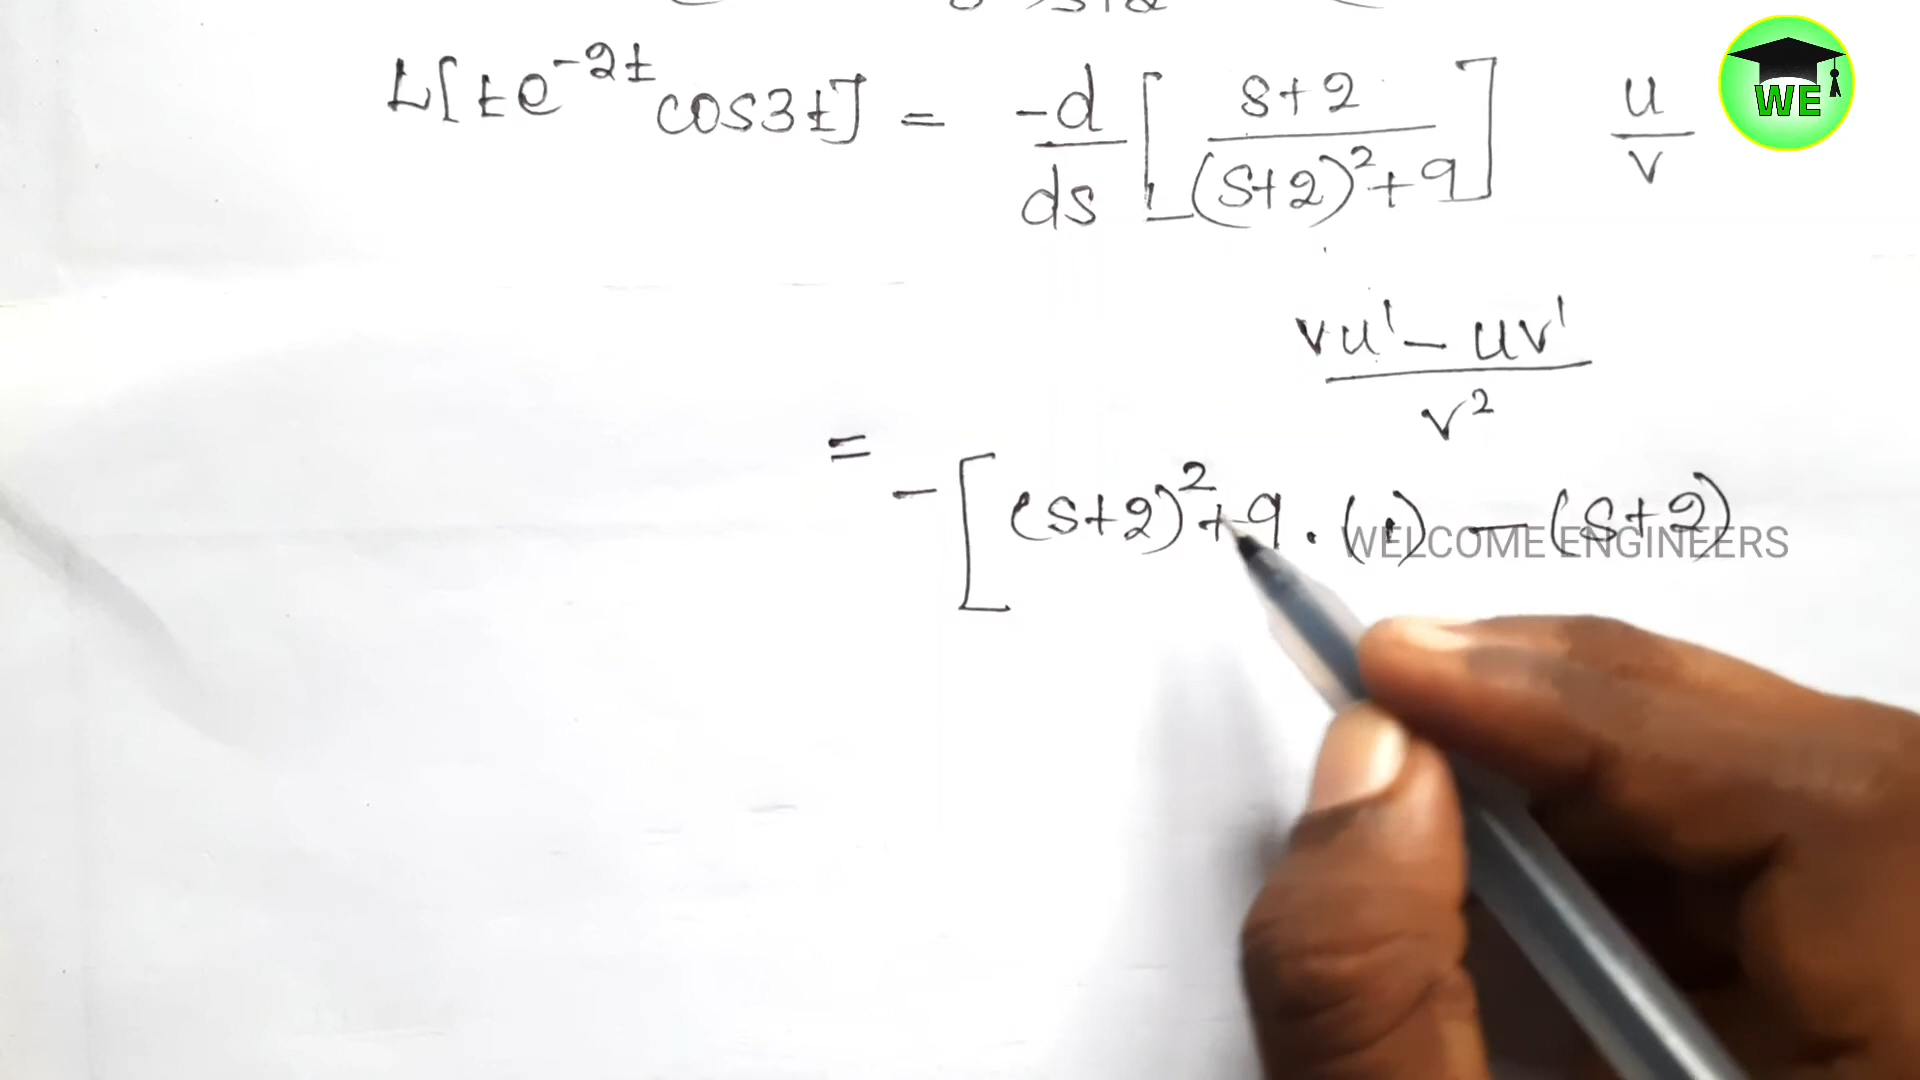 L[te^-2t cos3t] = -d/ds [ s+2 / (s+2)^2+9 ] u/v
WE
vu' - uv' / v^2
= - [ (s+2)^2+9 . (1) - (s+2)
WELCOME ENGINEERS